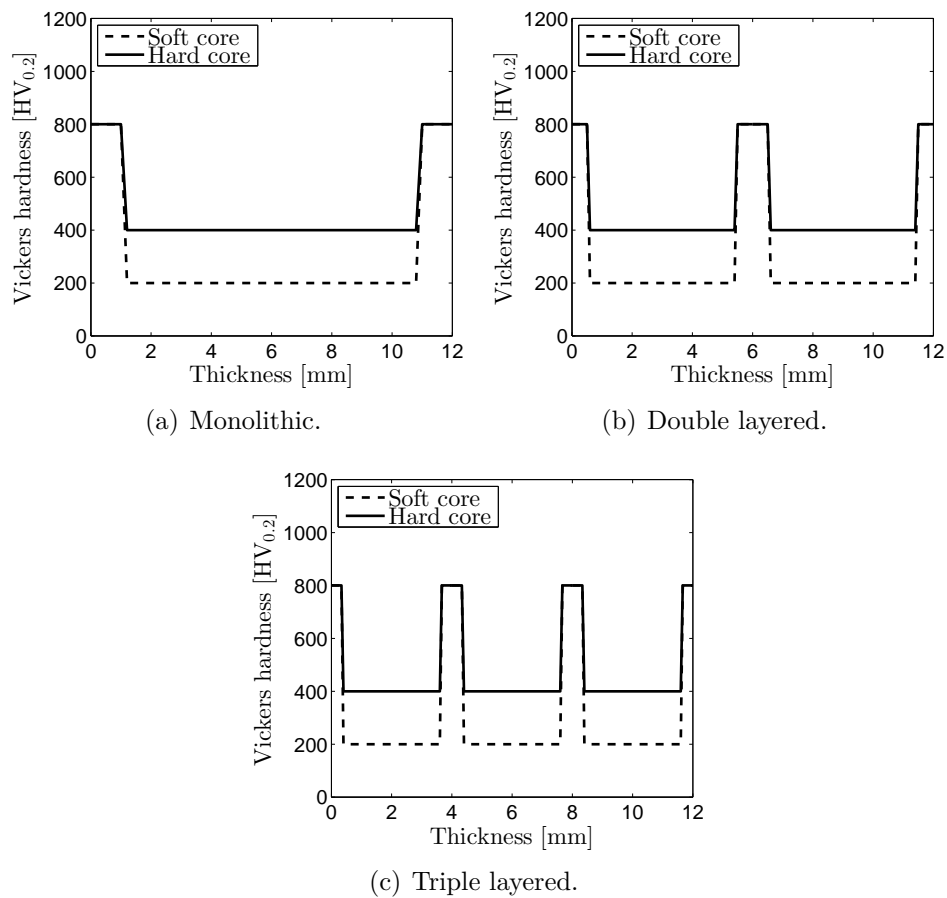 1200
1000
800
600
400
200
0
Vickers hardness [HV0.2]
Soft core
Hard core
0 2 4 6 8 10 12
Thickness [mm]
(a) Monolithic.
1200
1000
800
600
400
200
0
Vickers hardness [HV0.2]
Soft core
Hard core
0 2 4 6 8 10 12
Thickness [mm]
(b) Double layered.
1200
1000
800
600
400
200
0
Vickers hardness [HV0.2]
Soft core
Hard core
0 2 4 6 8 10 12
Thickness [mm]
(c) Triple layered.